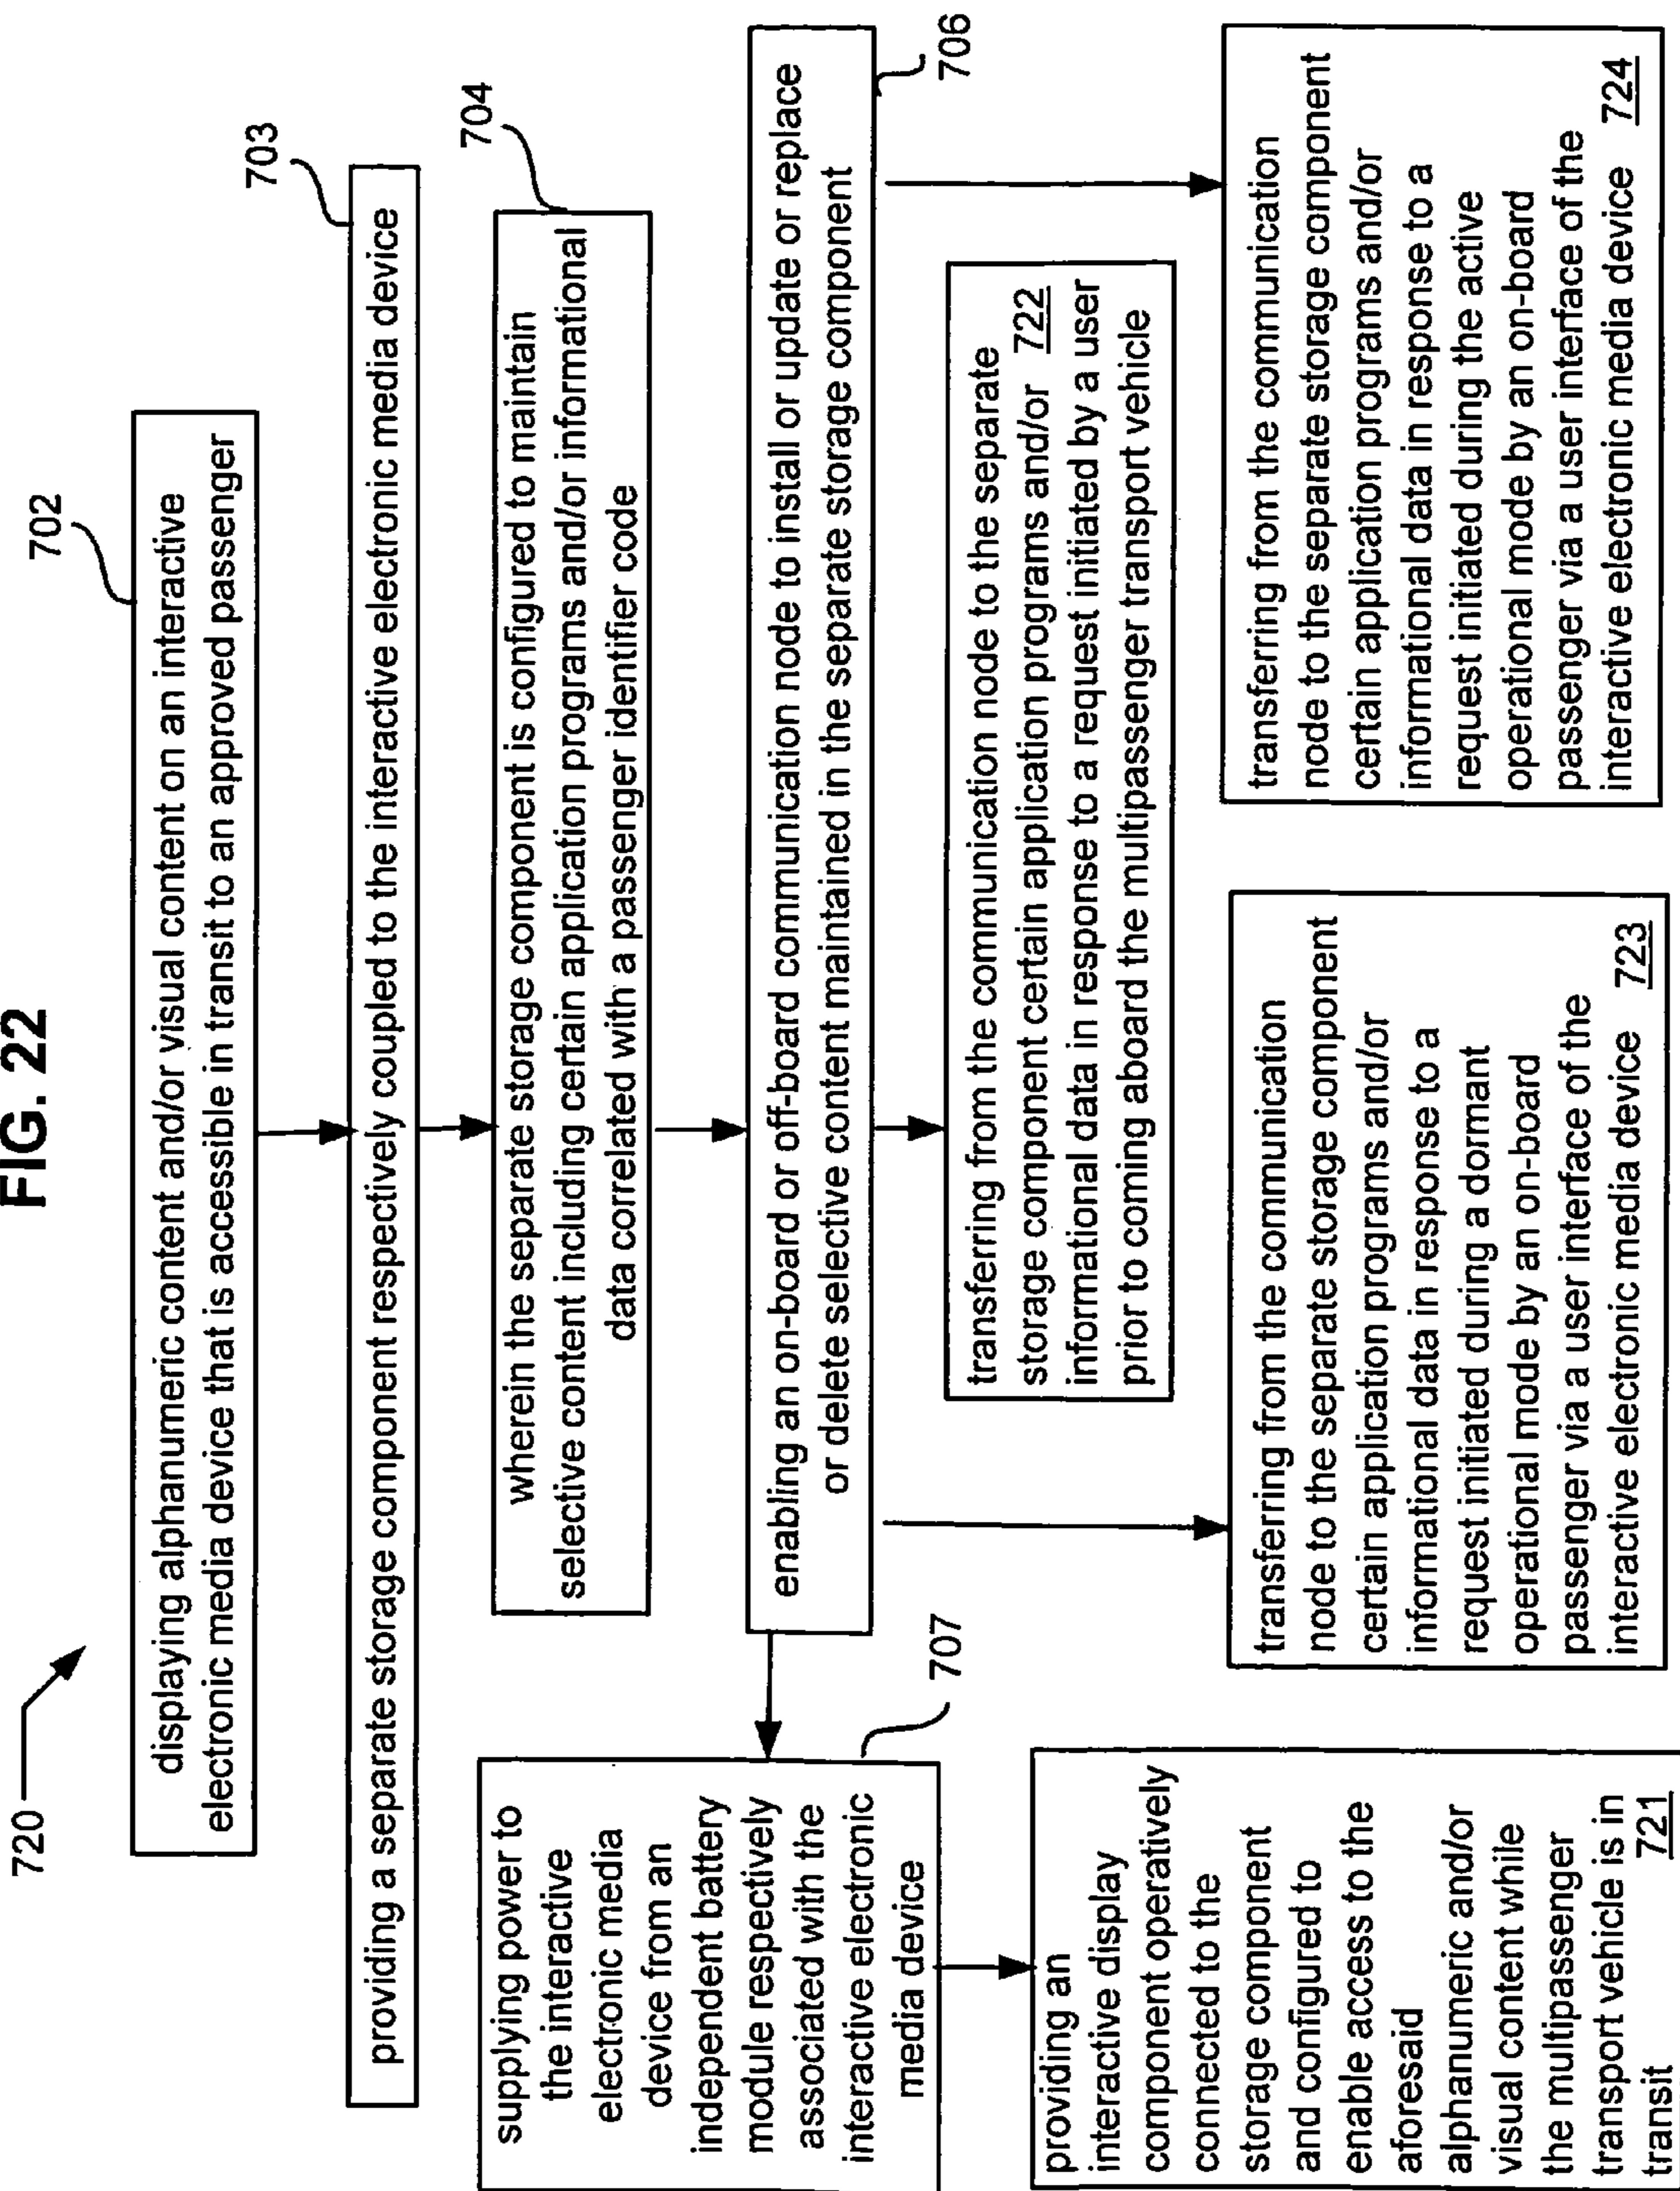 FIG. 22
720
702
displaying alphanumeric content and/or visual content on an interactive
electronic media device that is accessible in transit to an approved passenger
703
providing a separate storage component respectively coupled to the interactive electronic media device
704
wherein the separate storage component is configured to maintain
selective content including certain application programs and/or informational
data correlated with a passenger identifier code
enabling an on-board or off-board communication node to install or update or replace
or delete selective content maintained in the separate storage component
706
supplying power to
the interactive
electronic media
device from an
independent battery
module respectively
associated with the
interactive electronic
media device
707
transferring from the communication node to the separate
storage component certain application programs and/or 722
informational data in response to a request initiated by a user
prior to coming aboard the multipassenger transport vehicle
providing an
interactive display
component operatively
connected to the
storage component
and configured to
enable access to the
aforesaid
alphanumeric and/or
visual content while
the multipassenger
transport vehicle is in
transit 721
transferring from the communication
node to the separate storage component
certain application programs and/or
informational data in response to a
request initiated during a dormant
operational mode by an on-board
passenger via a user interface of the
interactive electronic media device 723
transferring from the communication
node to the separate storage component
certain application programs and/or
informational data in response to a
request initiated during the active
operational mode by an on-board
passenger via a user interface of the
interactive electronic media device 724